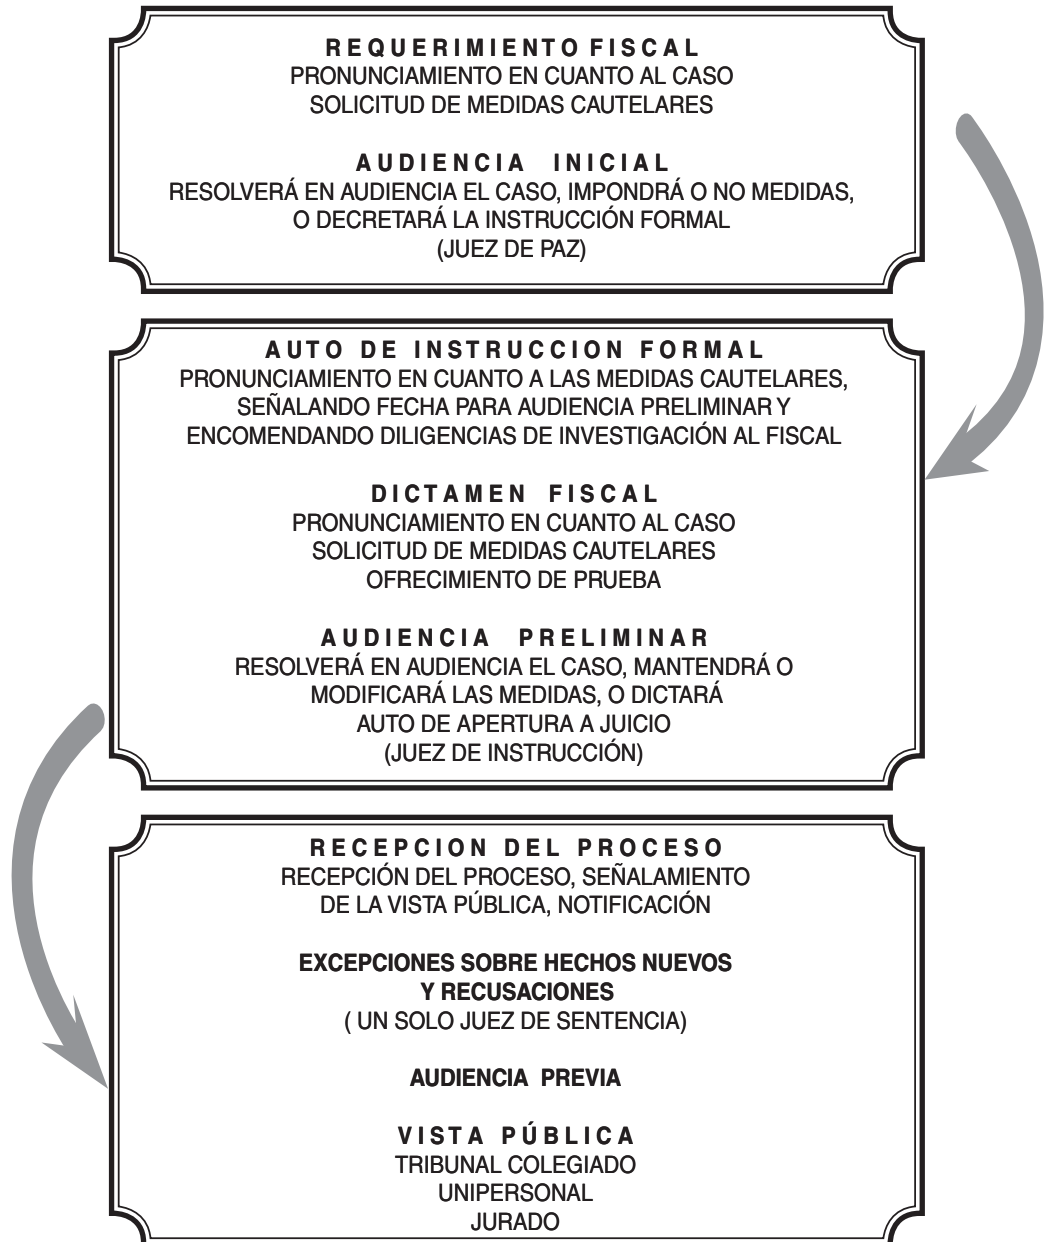 REQUERIMIENTO FISCAL
PRONUNCIAMIENTO EN CUANTO AL CASO
SOLICITUD DE MEDIDAS CAUTELARES
AUDIENCIA INICIAL
RESOLVERÁ EN AUDIENCIA EL CASO, IMPONDRÁ O NO MEDIDAS,
O DECRETARÁ LA INSTRUCCIÓN FORMAL
(JUEZ DE PAZ)
AUTO DE INSTRUCCION FORMAL
PRONUNCIAMIENTO EN CUANTO A LAS MEDIDAS CAUTELARES,
SEÑALANDO FECHA PARA AUDIENCIA PRELIMINAR Y
ENCOMENDANDO DILIGENCIAS DE INVESTIGACIÓN AL FISCAL
DICTAMEN FISCAL
PRONUNCIAMIENTO EN CUANTO AL CASO
SOLICITUD DE MEDIDAS CAUTELARES
OFRECIMIENTO DE PRUEBA
AUDIENCIA PRELIMINAR
RESOLVERÁ EN AUDIENCIA EL CASO, MANTENDRÁ O
MODIFICARÁ LAS MEDIDAS, O DICTARÁ
AUTO DE APERTURA A JUICIO
(JUEZ DE INSTRUCCIÓN)
RECEPCION DEL PROCESO
RECEPCIÓN DEL PROCESO, SEÑALAMIENTO
DE LA VISTA PÚBLICA, NOTIFICACIÓN
EXCEPCIONES SOBRE HECHOS NUEVOS
Y RECUSACIONES
( UN SOLO JUEZ DE SENTENCIA)
AUDIENCIA PREVIA
VISTA PÚBLICA
TRIBUNAL COLEGIADO
UNIPERSONAL
JURADO